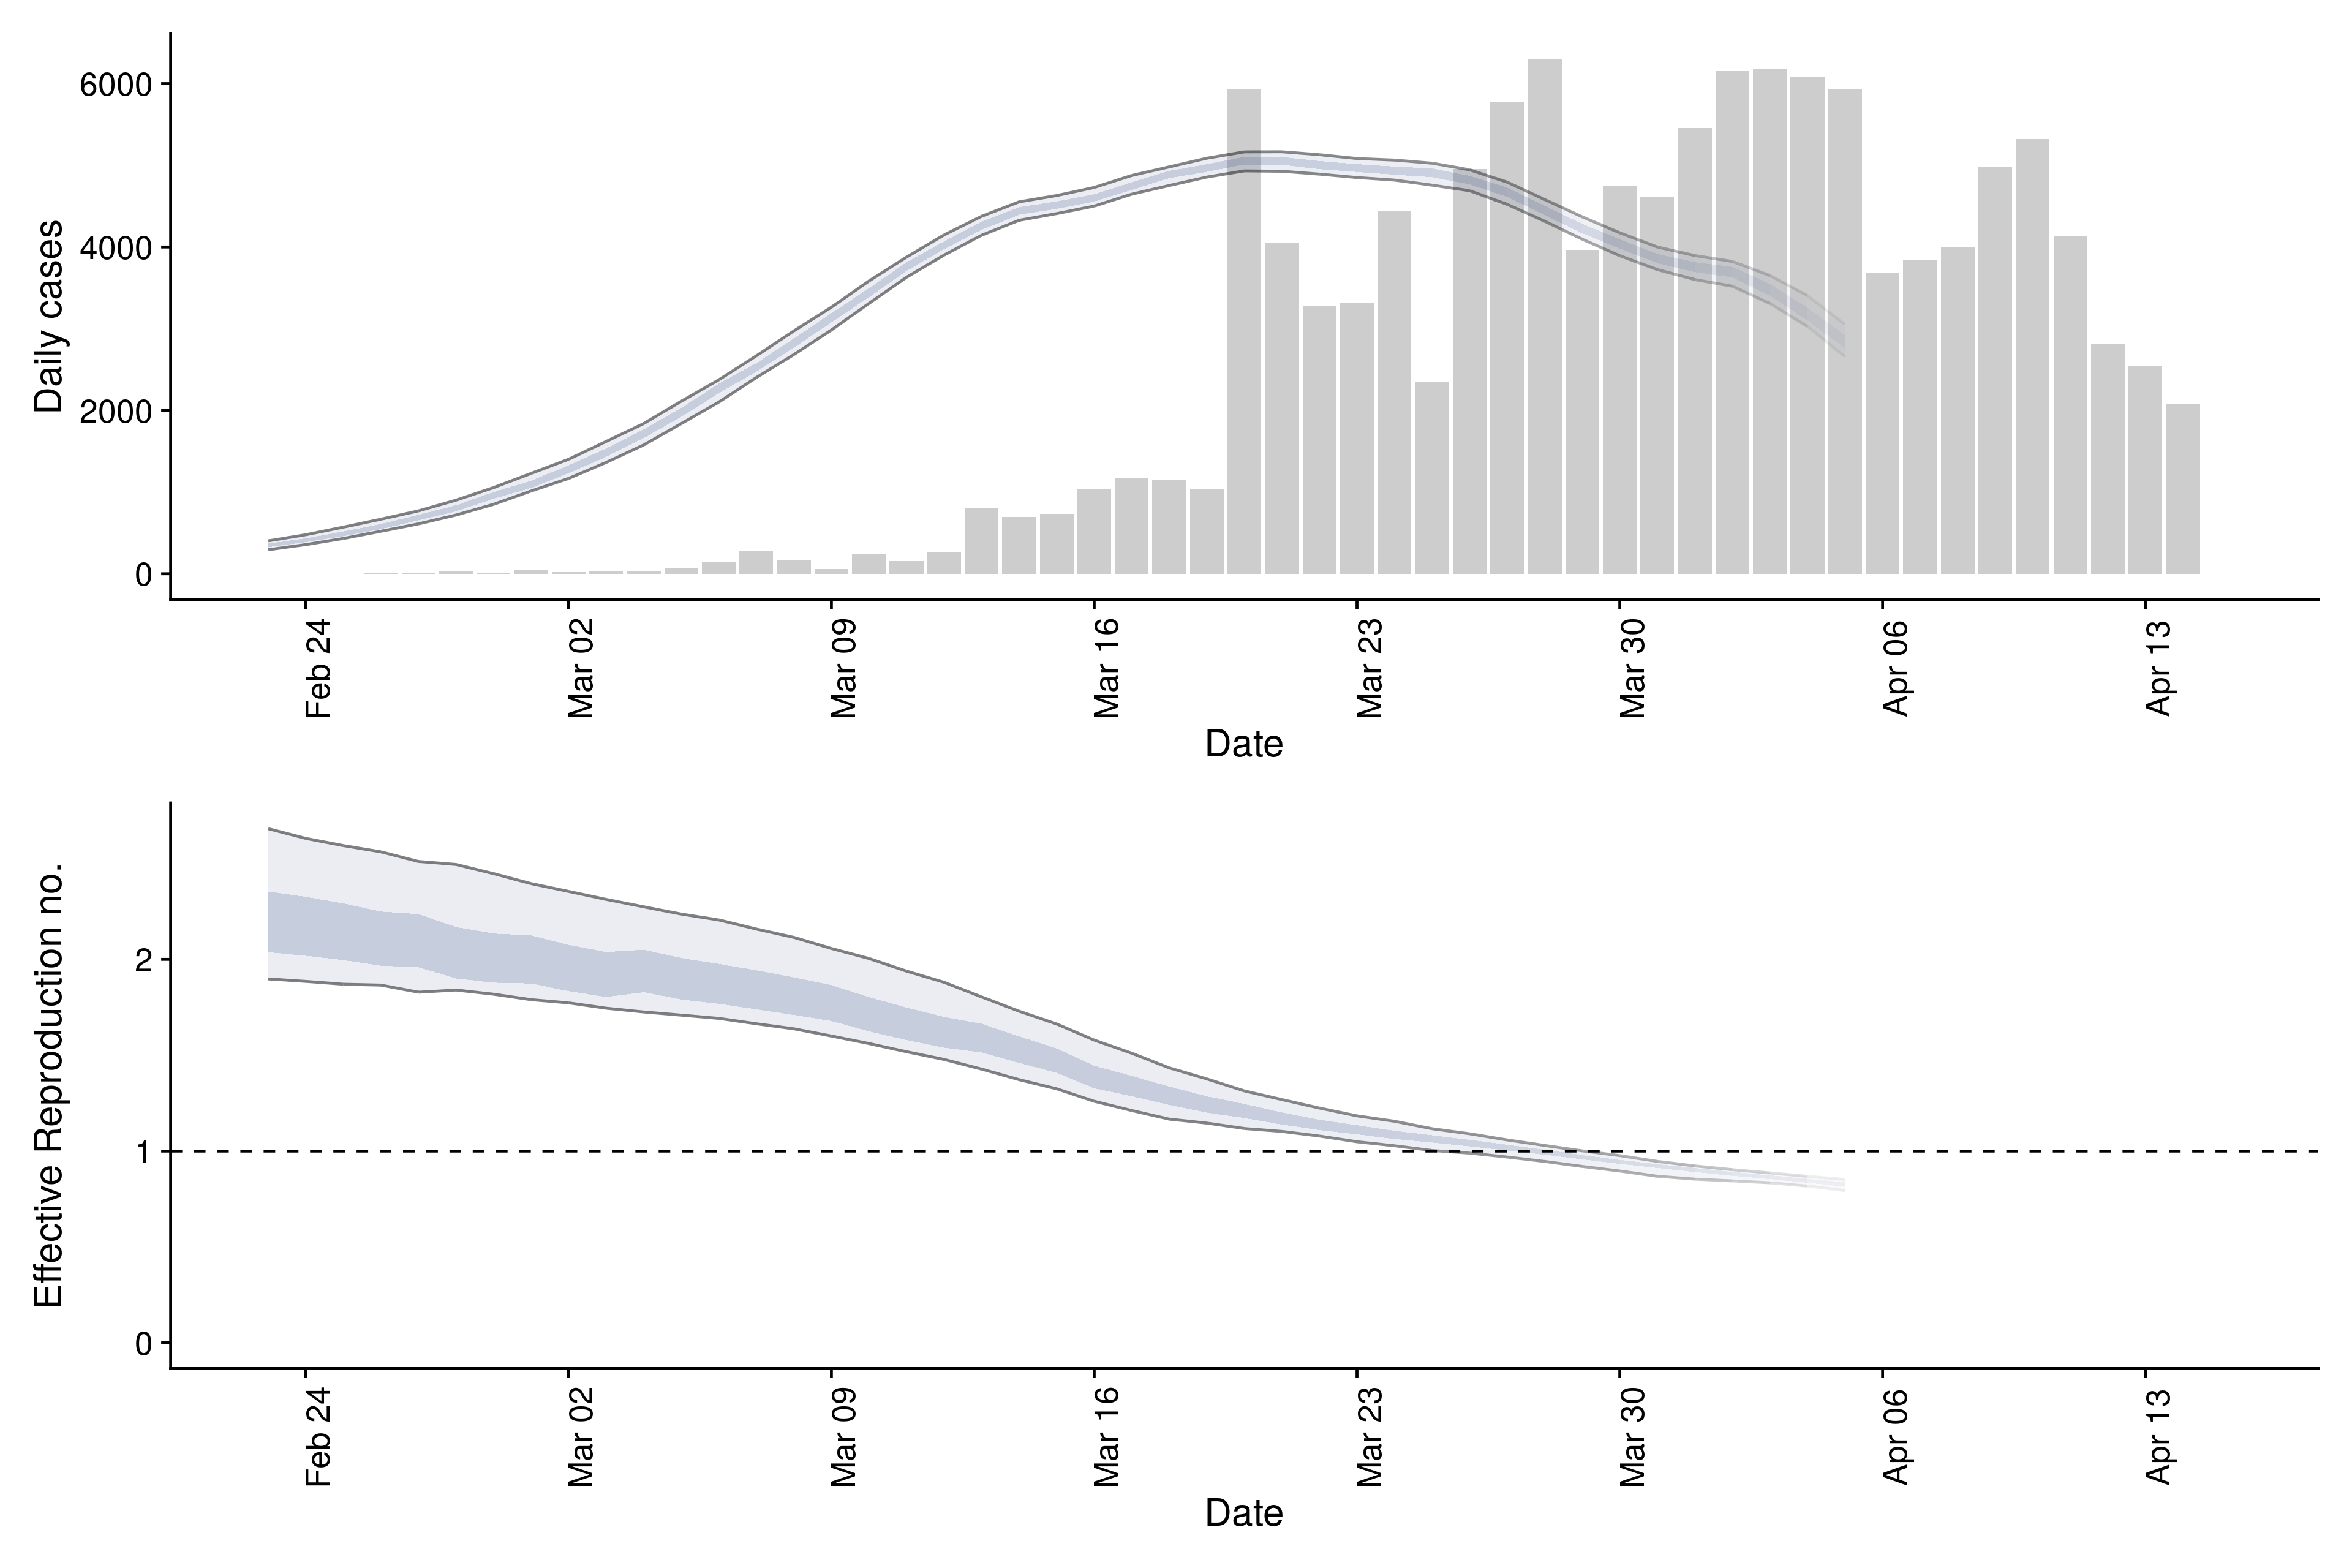 Daily cases
6000
4000
2000
0
Feb 24
Mar 02
Mar 09
Mar 16
Mar 23
Mar 30
Apr 06
Apr 13
Date
Effective Reproduction no.
2
1
0
Feb 24
Mar 02
Mar 09
Mar 16
Mar 23
Mar 30
Apr 06
Apr 13
Date